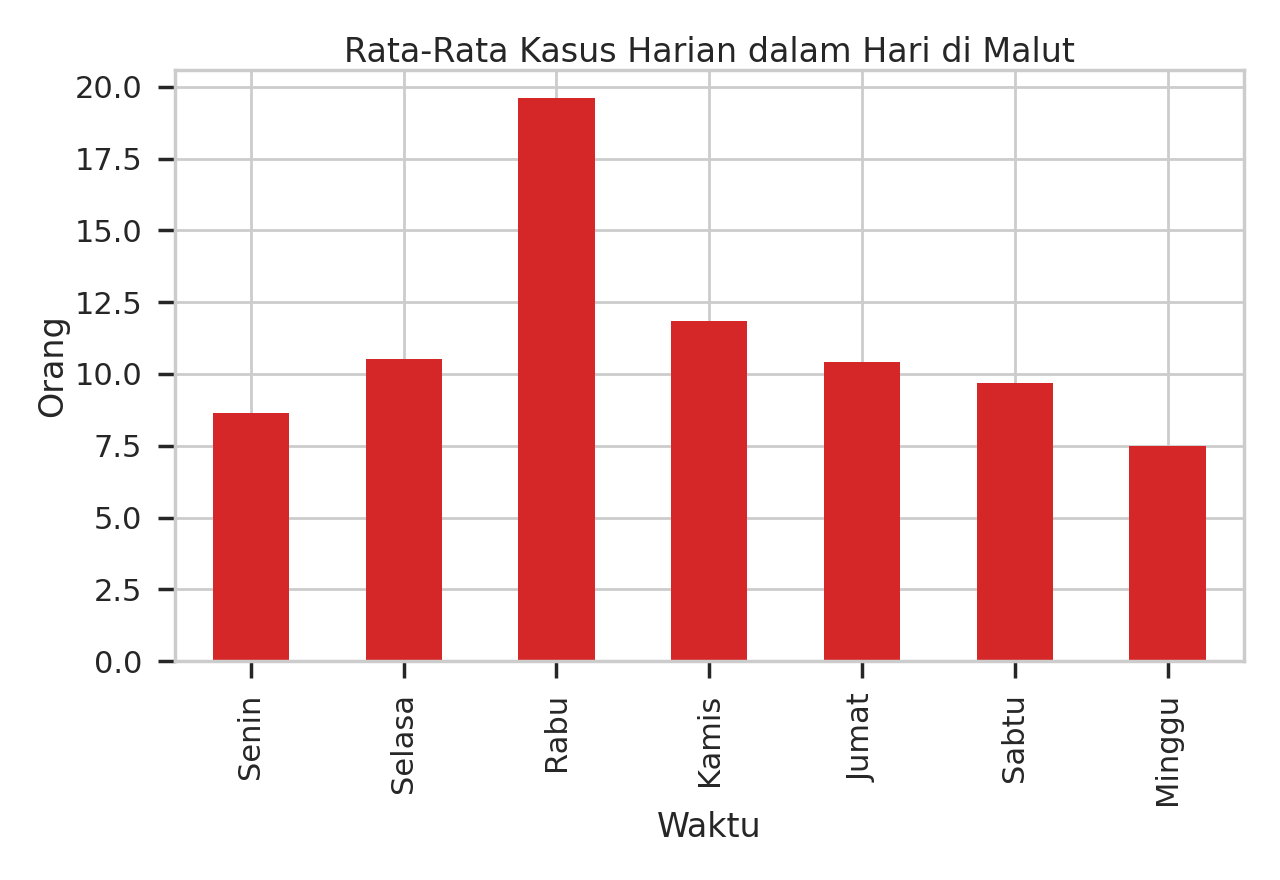 Rata-Rata Kasus Harian dalam Hari di Malut
20.0
17.5
15.0
12.5
10.0
7.5
5.0
2.5
0.0
Orang
Senin
Selasa
Rabu
Kamis
Jumat
Sabtu
Minggu
Waktu